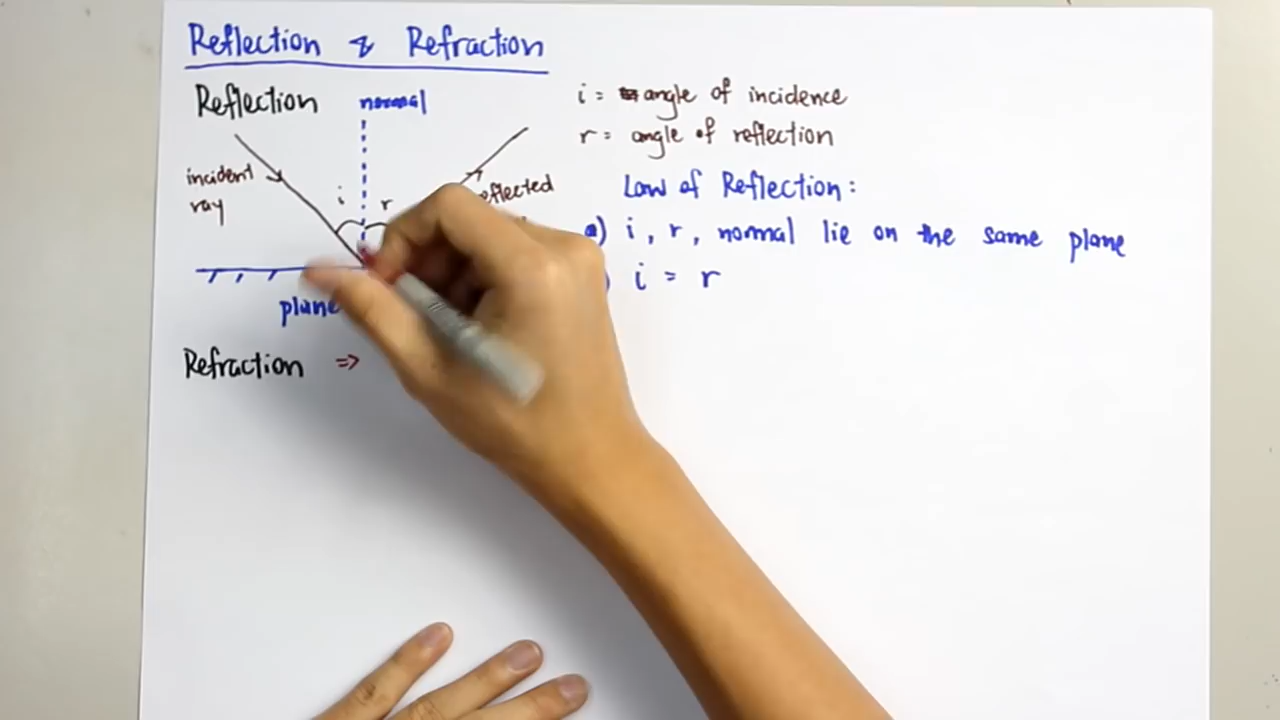 Reflection & Refraction
Reflection
normal
i = angle of incidence
r = angle of reflection
incident
ray
i
r
Law of Reflection:
a) i, r, normal lie on the same plane
) i = r
plane
Refraction =>